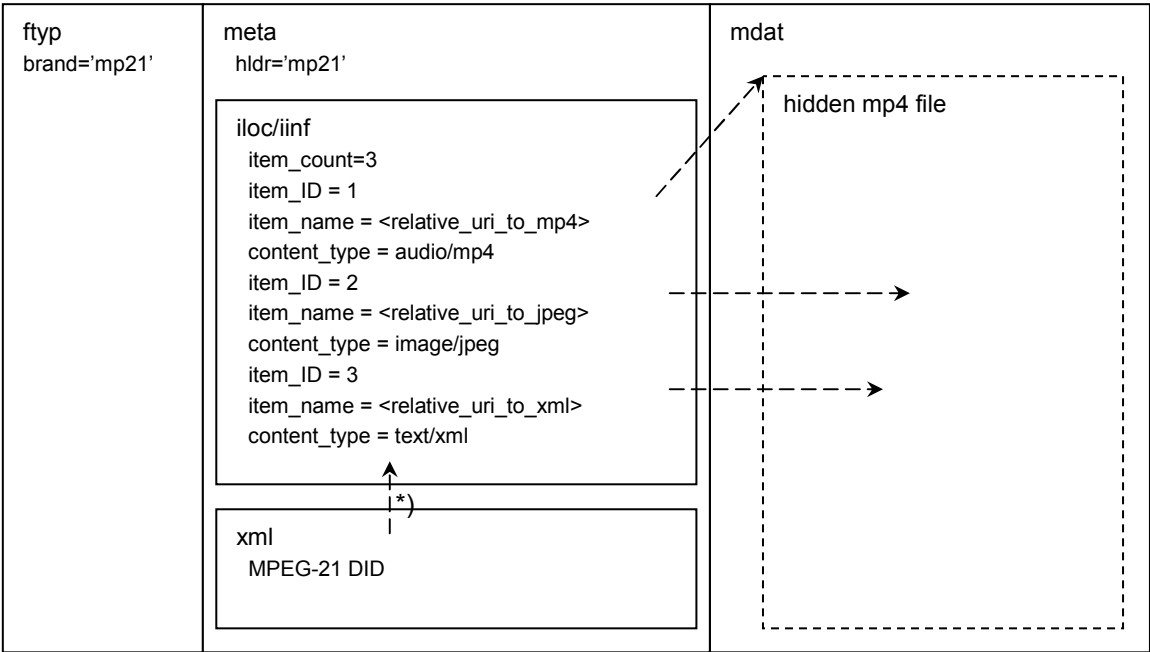 ftyp
brand=’mp21’
meta
hldr=’mp21’
iloc/iinf
item_count=3
item_ID = 1
item_name = <relative_uri_to_mp4>
content_type = audio/mp4
item_ID = 2
item_name = <relative_uri_to_jpeg>
content_type = image/jpeg
item_ID = 3
item_name = <relative_uri_to_xml>
content_type = text/xml
*)
xml
MPEG-21 DID
mdat
hidden mp4 file